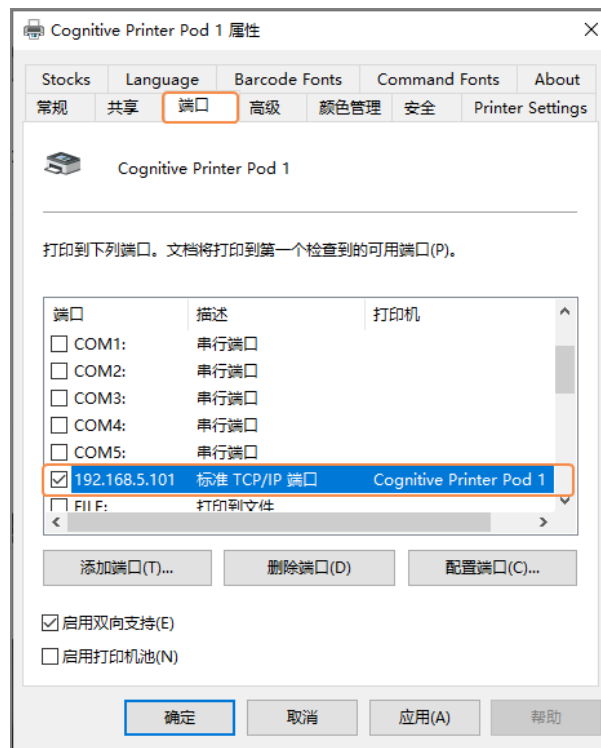 Cognitive Printer Pod 1 属性
Stocks Language Barcode Fonts Command Fonts About
常规 共享 端口 高级 颜色管理 安全 Printer Settings
Cognitive Printer Pod 1
打印到下列端口。文档将打印到第一个检查到的可用端口(P)。
端口 描述 打印机
COM1: 串行端口
COM2: 串行端口
COM3: 串行端口
COM4: 串行端口
COM5: 串行端口
192.168.5.101 标准 TCP/IP 端口 Cognitive Printer Pod 1
FILE: 打印到文件
添加端口(T)... 删除端口(D) 配置端口(C)...
启用双向支持(E)
启用打印机池(N)
确定 取消 应用(A) 帮助